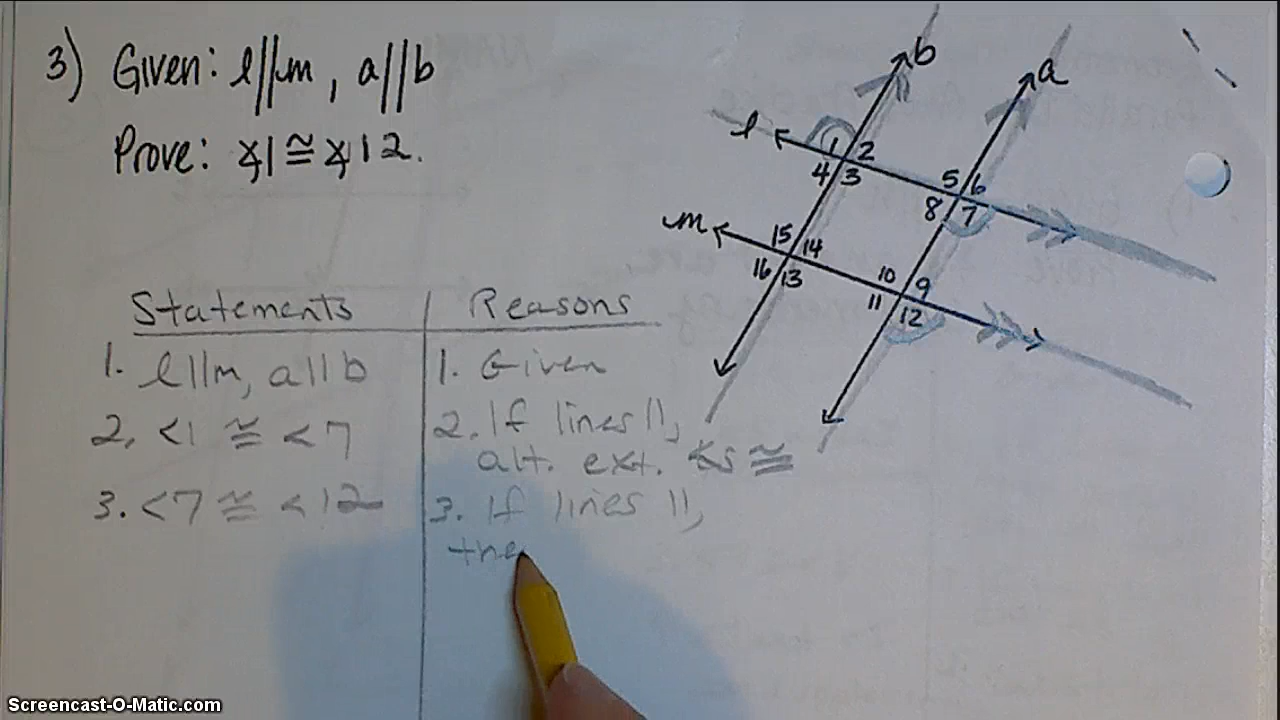 3) Given: l||m, a||b
Prove: ∡1 ≅ ∡12.
b
a
l
1 2
4 3
5 6
8 7
m
15 14
16 13
10 9
11 12
Statements | Reasons
1. l||m, a||b
1. Given
2. <1 ≅ <7
2. If lines ||,
alt. ext. ∡s ≅
3. <7 ≅ <12
3. If lines ||,
the
Screencast-O-Matic.com